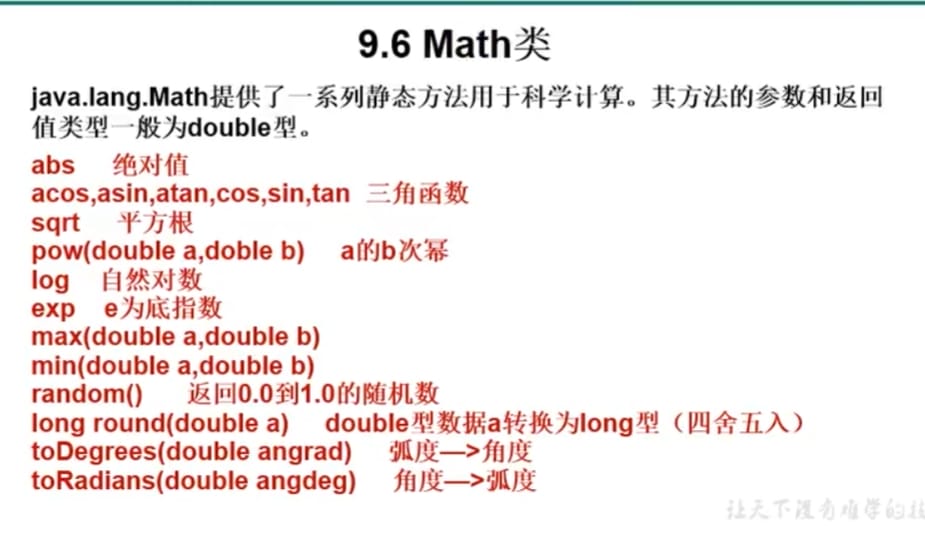 9.6 Math类
java.lang.Math提供了一系列静态方法用于科学计算。其方法的参数和返回
值类型一般为double型。
abs 绝对值
acos,asin,atan,cos,sin,tan 三角函数
sqrt 平方根
pow(double a,doble b) a的b次幂
log 自然对数
exp e为底指数
max(double a,double b)
min(double a,double b)
random() 返回0.0到1.0的随机数
long round(double a) double型数据a转换为long型（四舍五入）
toDegrees(double angrad) 弧度—>角度
toRadians(double angdeg) 角度—>弧度
让天下没有难学的技